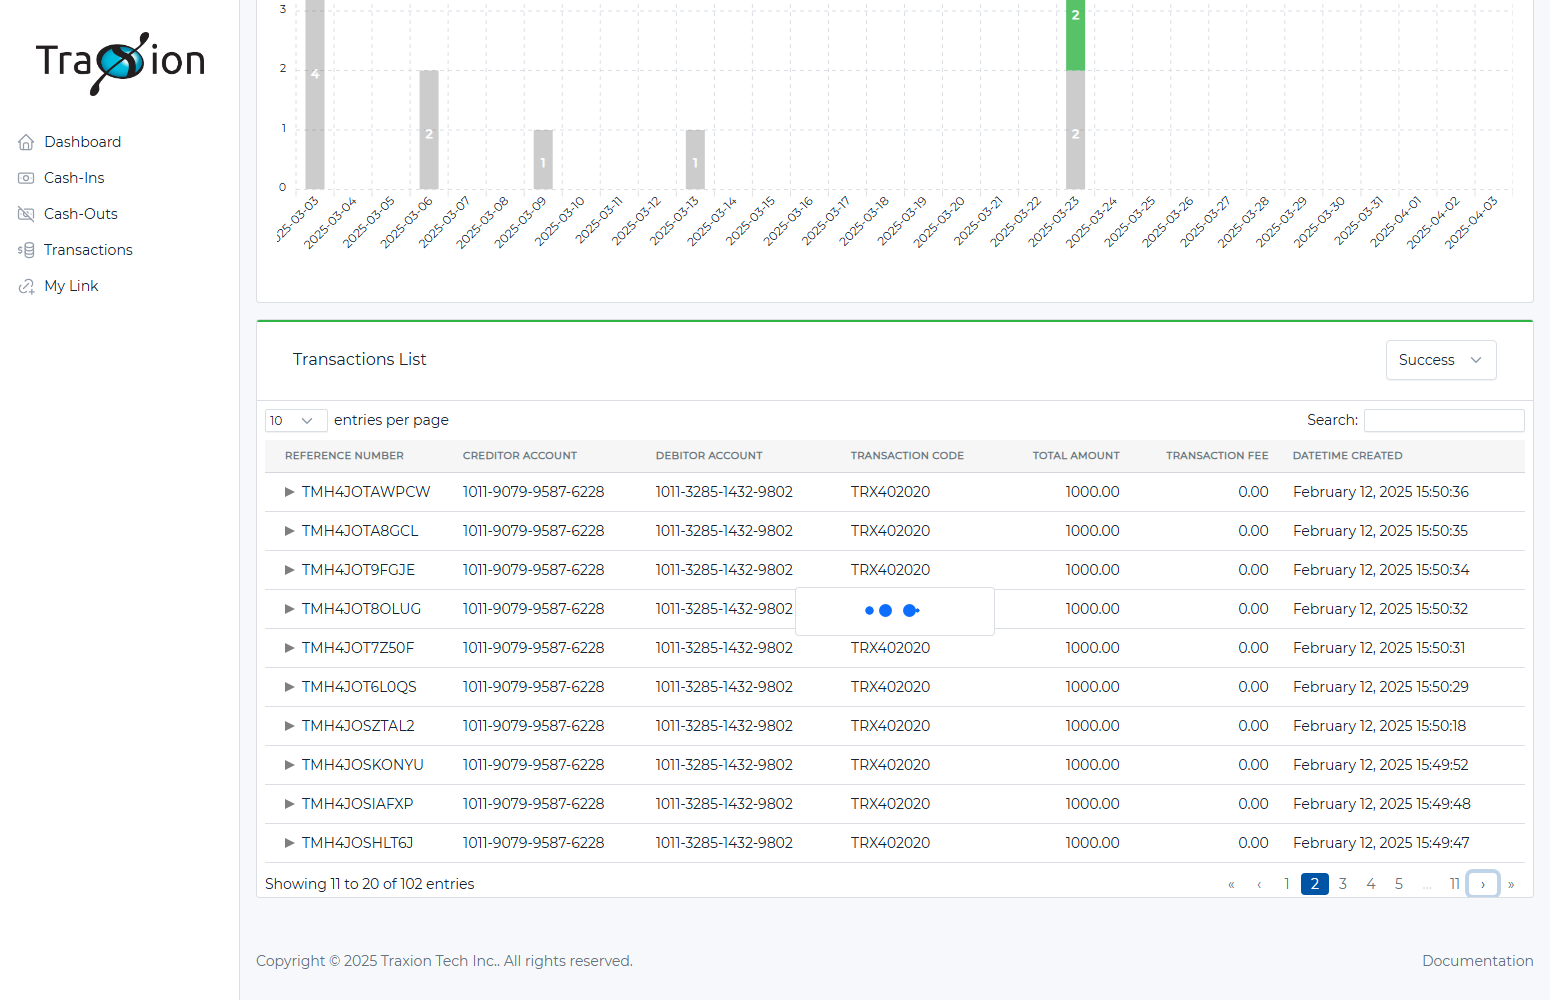 Traxion
Dashboard
Cash-Ins
Cash-Outs
Transactions
My Link
3
2
1
0
4
2
1
1
2
2
2025-03-04
2025-03-05
2025-03-06
2025-03-07
2025-03-08
2025-03-09
2025-03-10
2025-03-11
2025-03-12
2025-03-13
2025-03-14
2025-03-15
2025-03-16
2025-03-17
2025-03-18
2025-03-19
2025-03-20
2025-03-21
2025-03-22
2025-03-23
2025-03-24
2025-03-25
2025-03-26
2025-03-27
2025-03-28
2025-03-29
2025-03-30
2025-03-31
2025-04-01
2025-04-02
2025-04-03
Transactions List
Success
10 entries per page
Search:
REFERENCE NUMBER CREDITOR ACCOUNT DEBITOR ACCOUNT TRANSACTION CODE TOTAL AMOUNT TRANSACTION FEE DATETIME CREATED
TMH4JOTAWPCW 1011-9079-9587-6228 1011-3285-1432-9802 TRX402020 1000.00 0.00 February 12, 2025 15:50:36
TMH4JOTA8GCL 1011-9079-9587-6228 1011-3285-1432-9802 TRX402020 1000.00 0.00 February 12, 2025 15:50:35
TMH4JOT9FGJE 1011-9079-9587-6228 1011-3285-1432-9802 TRX402020 1000.00 0.00 February 12, 2025 15:50:34
TMH4JOT8OLUG 1011-9079-9587-6228 1011-3285-1432-9802 1000.00 0.00 February 12, 2025 15:50:32
TMH4JOT7Z50F 1011-9079-9587-6228 1011-3285-1432-9802 TRX402020 1000.00 0.00 February 12, 2025 15:50:31
TMH4JOT6L0QS 1011-9079-9587-6228 1011-3285-1432-9802 TRX402020 1000.00 0.00 February 12, 2025 15:50:29
TMH4JOSZTAL2 1011-9079-9587-6228 1011-3285-1432-9802 TRX402020 1000.00 0.00 February 12, 2025 15:50:18
TMH4JOSKONYU 1011-9079-9587-6228 1011-3285-1432-9802 TRX402020 1000.00 0.00 February 12, 2025 15:49:52
TMH4JOSIAFXP 1011-9079-9587-6228 1011-3285-1432-9802 TRX402020 1000.00 0.00 February 12, 2025 15:49:48
TMH4JOSHLT6J 1011-9079-9587-6228 1011-3285-1432-9802 TRX402020 1000.00 0.00 February 12, 2025 15:49:47
Showing 11 to 20 of 102 entries
« ‹ 1 2 3 4 5 … 11 › »
Copyright © 2025 Traxion Tech Inc.. All rights reserved.
Documentation